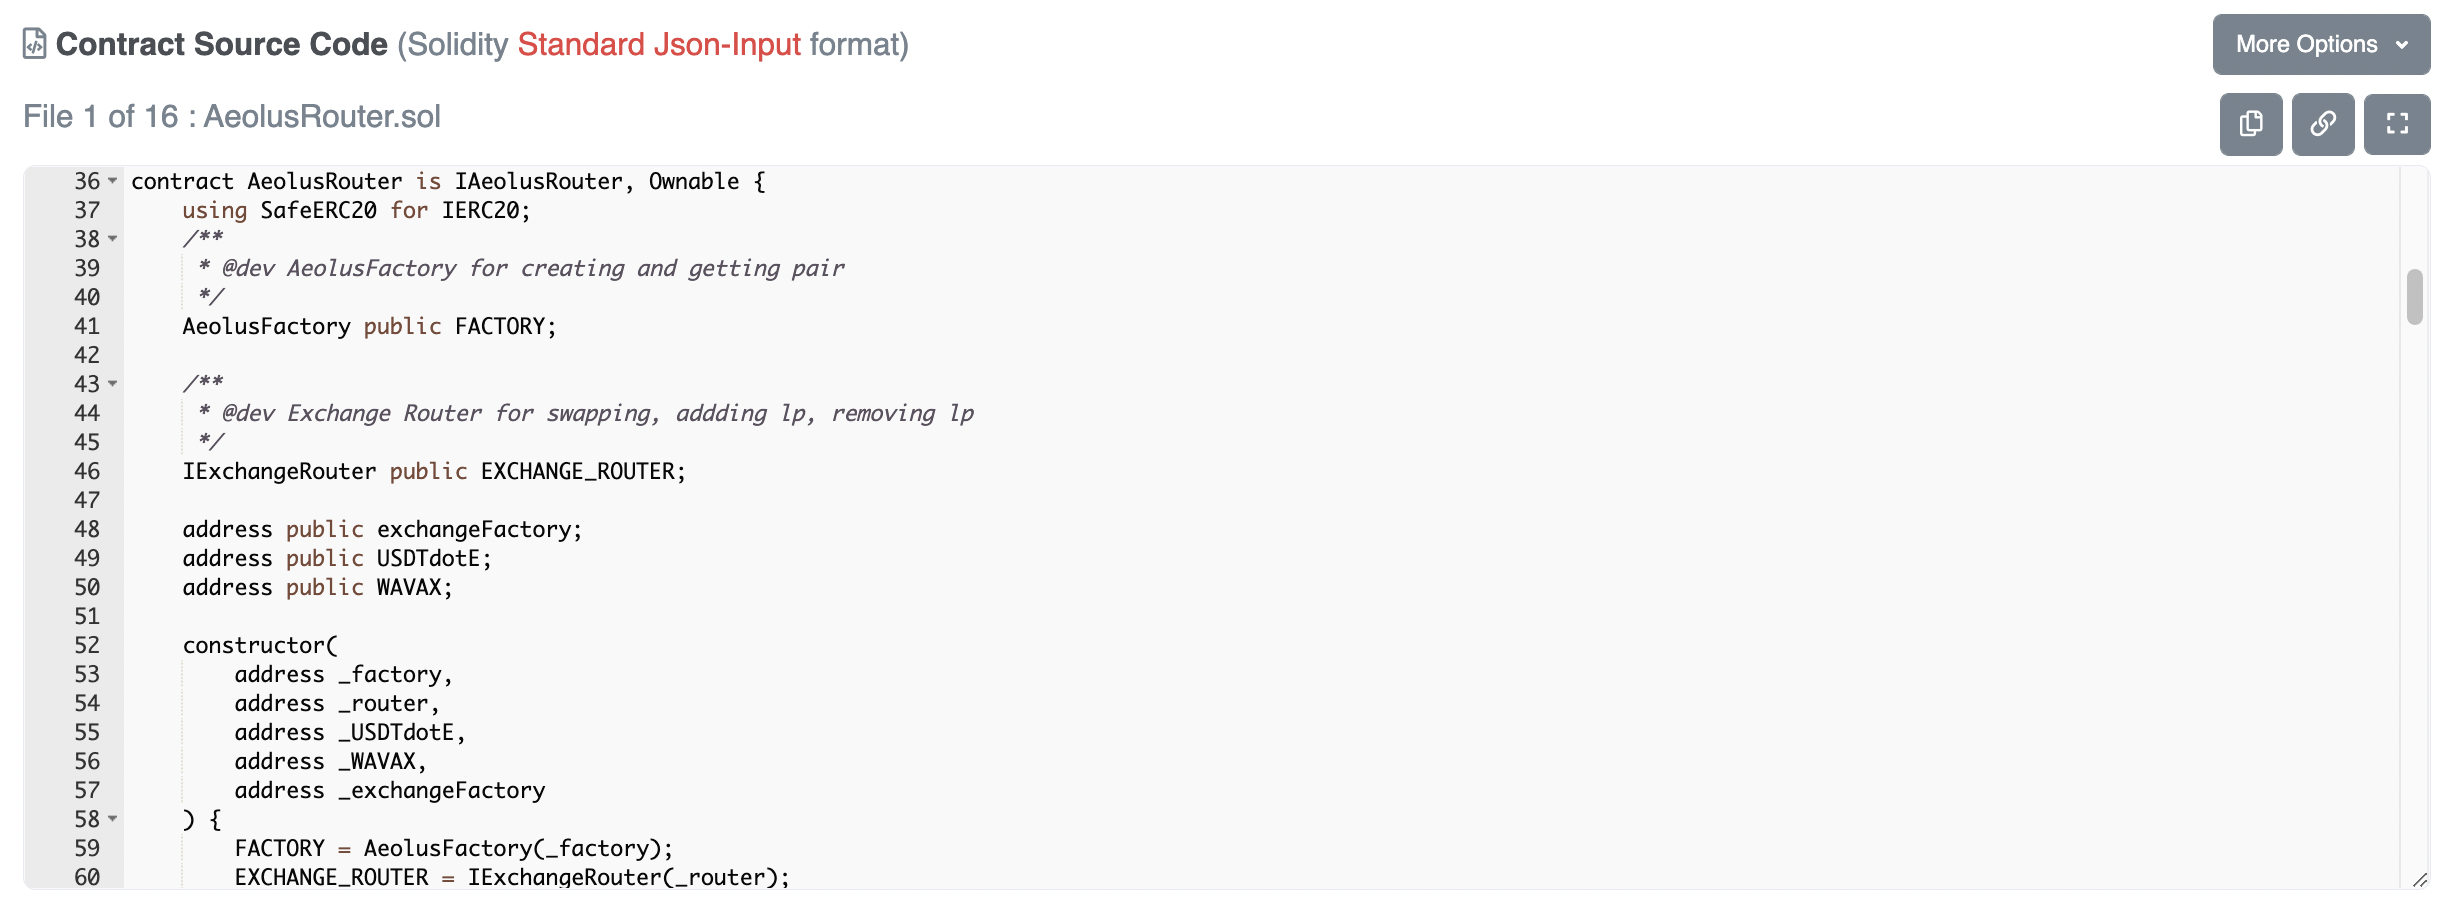 Contract Source Code (Solidity Standard Json-Input format)
More Options
File 1 of 16 : AeolusRouter.sol
36 contract AeolusRouter is IAeolusRouter, Ownable {
37     using SafeERC20 for IERC20;
38     /**
39      * @dev AeolusFactory for creating and getting pair
40      */
41     AeolusFactory public FACTORY;
42
43     /**
44      * @dev Exchange Router for swapping, addding lp, removing lp
45      */
46     IExchangeRouter public EXCHANGE_ROUTER;
47
48     address public exchangeFactory;
49     address public USDTdotE;
50     address public WAVAX;
51
52     constructor(
53         address _factory,
54         address _router,
55         address _USDTdotE,
56         address _WAVAX,
57         address _exchangeFactory
58     ) {
59         FACTORY = AeolusFactory(_factory);
60         EXCHANGE_ROUTER = IExchangeRouter(_router);